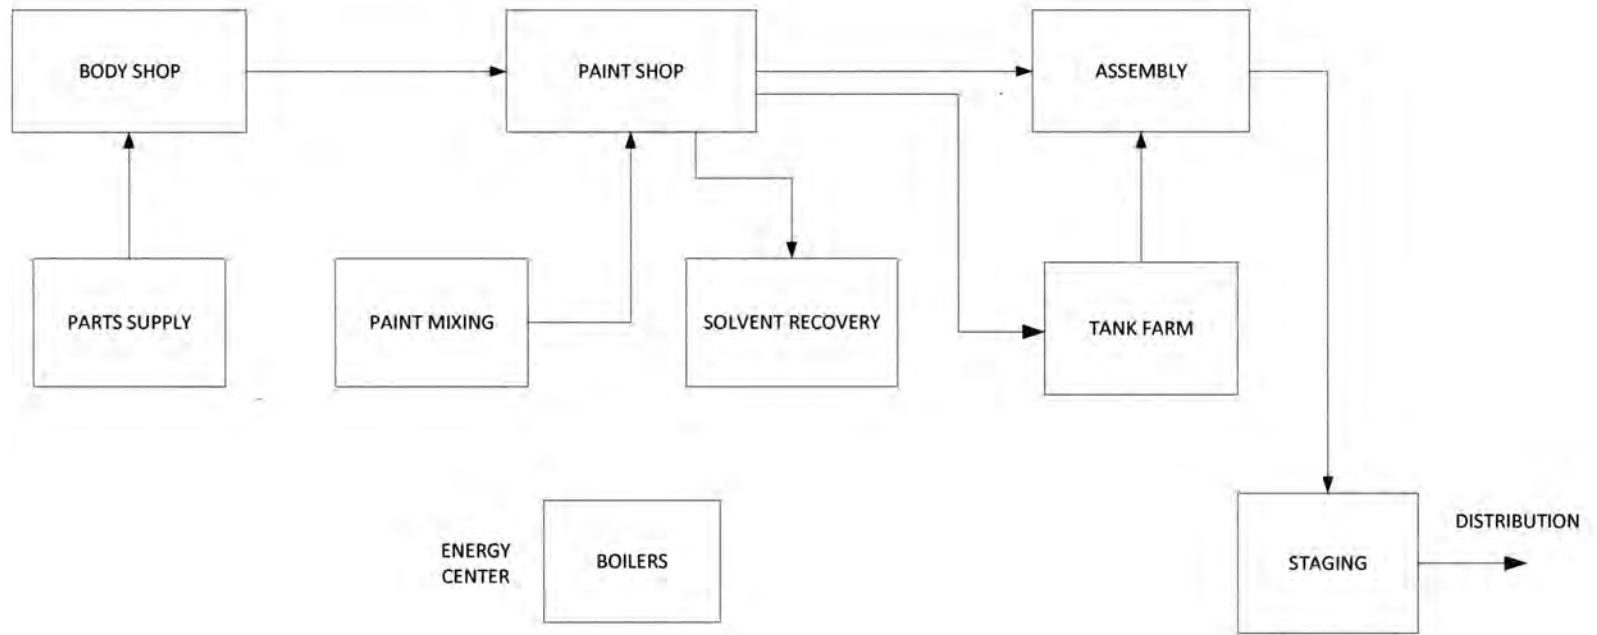 BODY SHOP
PAINT SHOP
ASSEMBLY
PARTS SUPPLY
PAINT MIXING
SOLVENT RECOVERY
TANK FARM
ENERGY
CENTER
BOILERS
STAGING
DISTRIBUTION